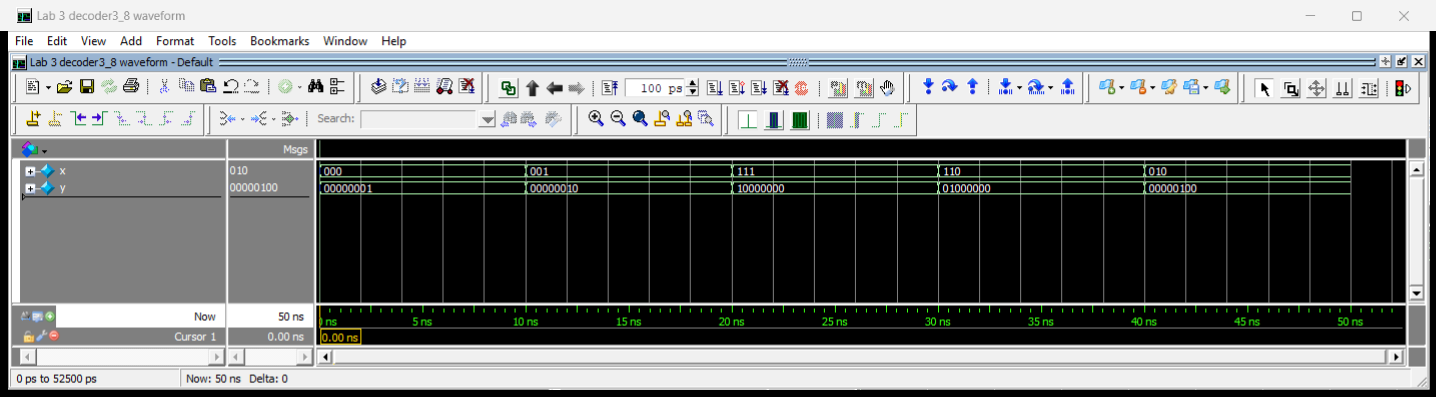 Lab 3 decoder3_8 waveform
File Edit View Add Format Tools Bookmarks Window Help
Lab 3 decoder3_8 waveform - Default
100 ps
Search:
Msgs
x 010 000 001 111 110 010
y 00000100 00000001 00000010 10000000 01000000 00000100
Now 50 ns ns 5 ns 10 ns 15 ns 20 ns 25 ns 30 ns 35 ns 40 ns 45 ns 50 ns
Cursor 1 0.00 ns 0.00 ns
0 ps to 52500 ps Now: 50 ns Delta: 0